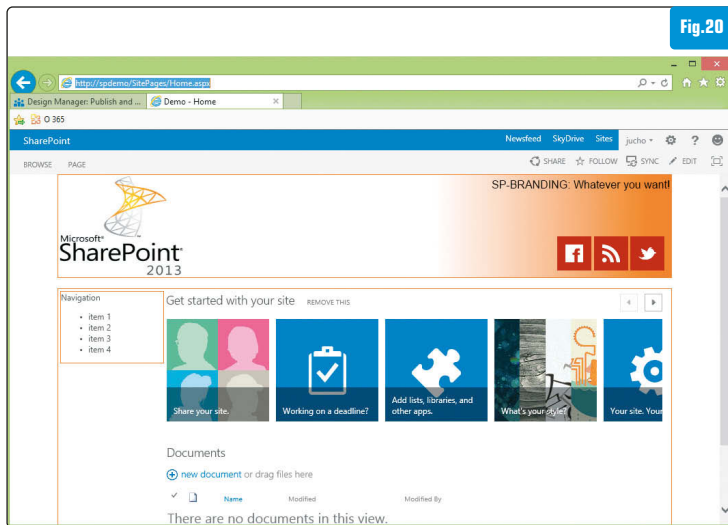 Fig.20
http://spdemo/SitePages/Home.aspx
Design Manager: Publish and ...
Demo - Home
O 365
SharePoint
Newsfeed SkyDrive Sites jucho ?
BROWSE PAGE
SHARE FOLLOW SYNC EDIT
SP-BRANDING: Whatever you want!
Microsoft®
SharePoint®
2013
Navigation
item 1
item 2
item 3
item 4
Get started with your site REMOVE THIS
Share your site.
Working on a deadline?
Add lists, libraries, and
other apps.
What's your style?
Your site. Your
Documents
new document or drag files here
Name Modified Modified By
There are no documents in this view.